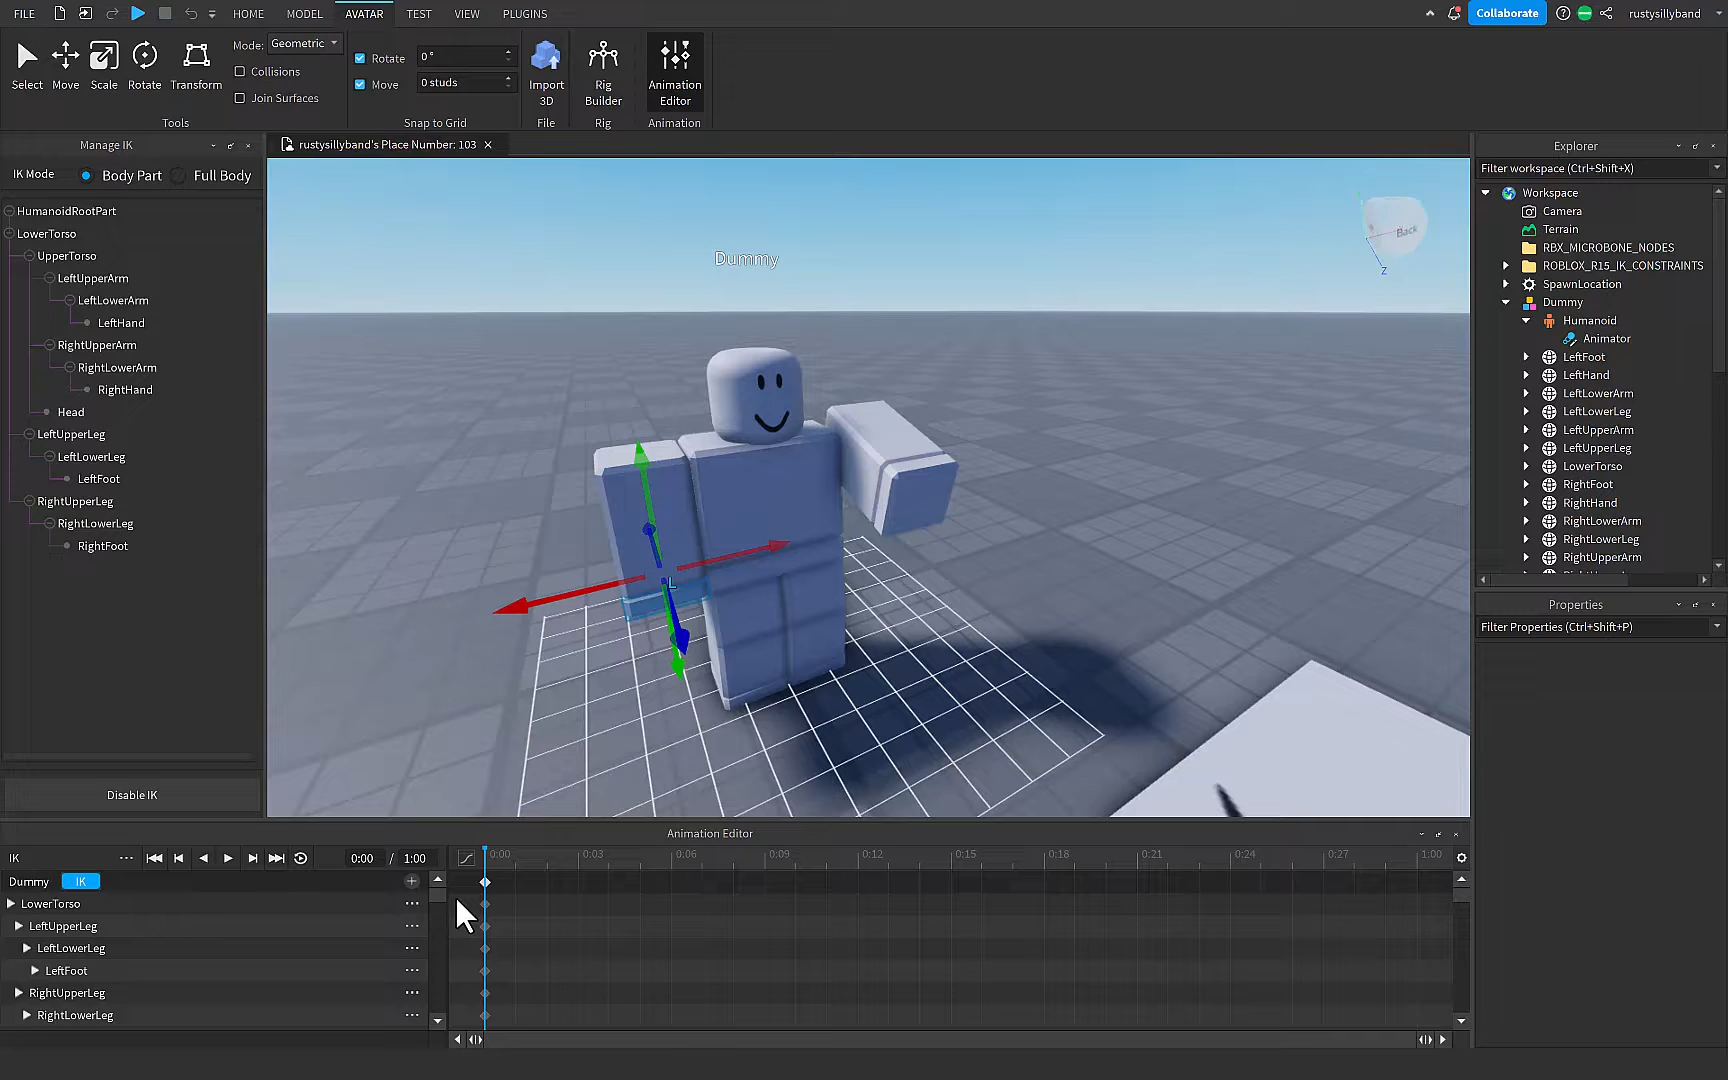 FILE HOME MODEL AVATAR TEST VIEW PLUGINS Collaborate rustysillyband
Select Move Scale Rotate Transform
Mode: Geometric
Collisions
Join Surfaces
Tools
Rotate 0 °
Move 0 studs
Snap to Grid
Import
3D
File
Rig
Builder
Rig
Animation
Editor
Animation
Manage IK
IK Mode Body Part Full Body
HumanoidRootPart
LowerTorso
UpperTorso
LeftUpperArm
LeftLowerArm
LeftHand
RightUpperArm
RightLowerArm
RightHand
Head
LeftUpperLeg
LeftLowerLeg
LeftFoot
RightUpperLeg
RightLowerLeg
RightFoot
Disable IK
rustysillyband's Place Number: 103
Dummy
Back
Z
L
Explorer
Filter workspace (Ctrl+Shift+X)
Workspace
Camera
Terrain
RBX_MICROBONE_NODES
ROBLOX_R15_IK_CONSTRAINTS
SpawnLocation
Dummy
Humanoid
Animator
LeftFoot
LeftHand
LeftLowerArm
LeftLowerLeg
LeftUpperArm
LeftUpperLeg
LowerTorso
RightFoot
RightHand
RightLowerArm
RightLowerLeg
RightUpperArm
Properties
Filter Properties (Ctrl+Shift+P)
Animation Editor
IK 0:00 / 1:00
0:00 0:03 0:06 0:09 0:12 0:15 0:18 0:21 0:24 0:27 1:00
Dummy IK
LowerTorso
LeftUpperLeg
LeftLowerLeg
LeftFoot
RightUpperLeg
RightLowerLeg